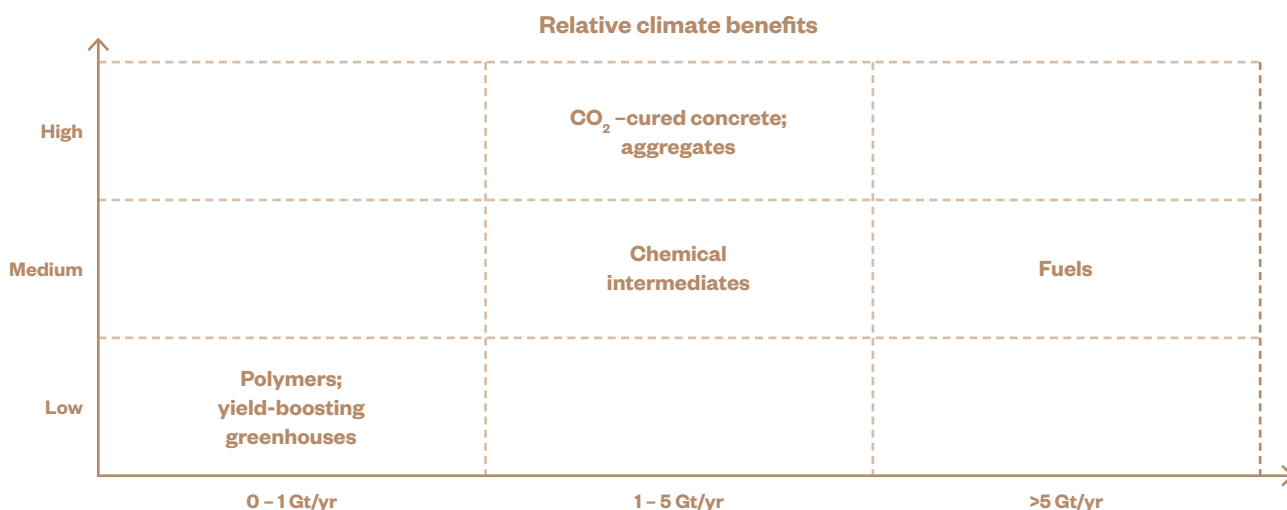 Relative climate benefits
High
CO₂ –cured concrete;
aggregates
Medium
Chemical
intermediates
Fuels
Low
Polymers;
yield-boosting
greenhouses
0 – 1 Gt/yr
1 – 5 Gt/yr
>5 Gt/yr